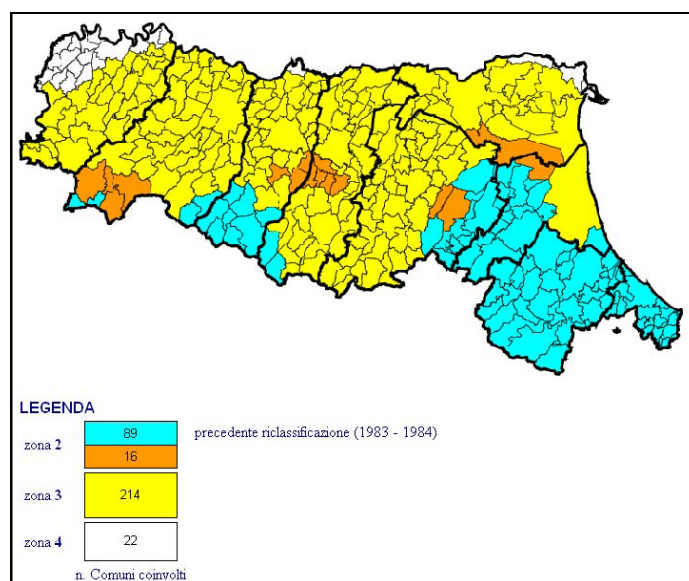 LEGENDA
zona 2
89
precedente riclassificazione (1983 - 1984)
16
zona 3
214
zona 4
22
n. Comuni coinvolti